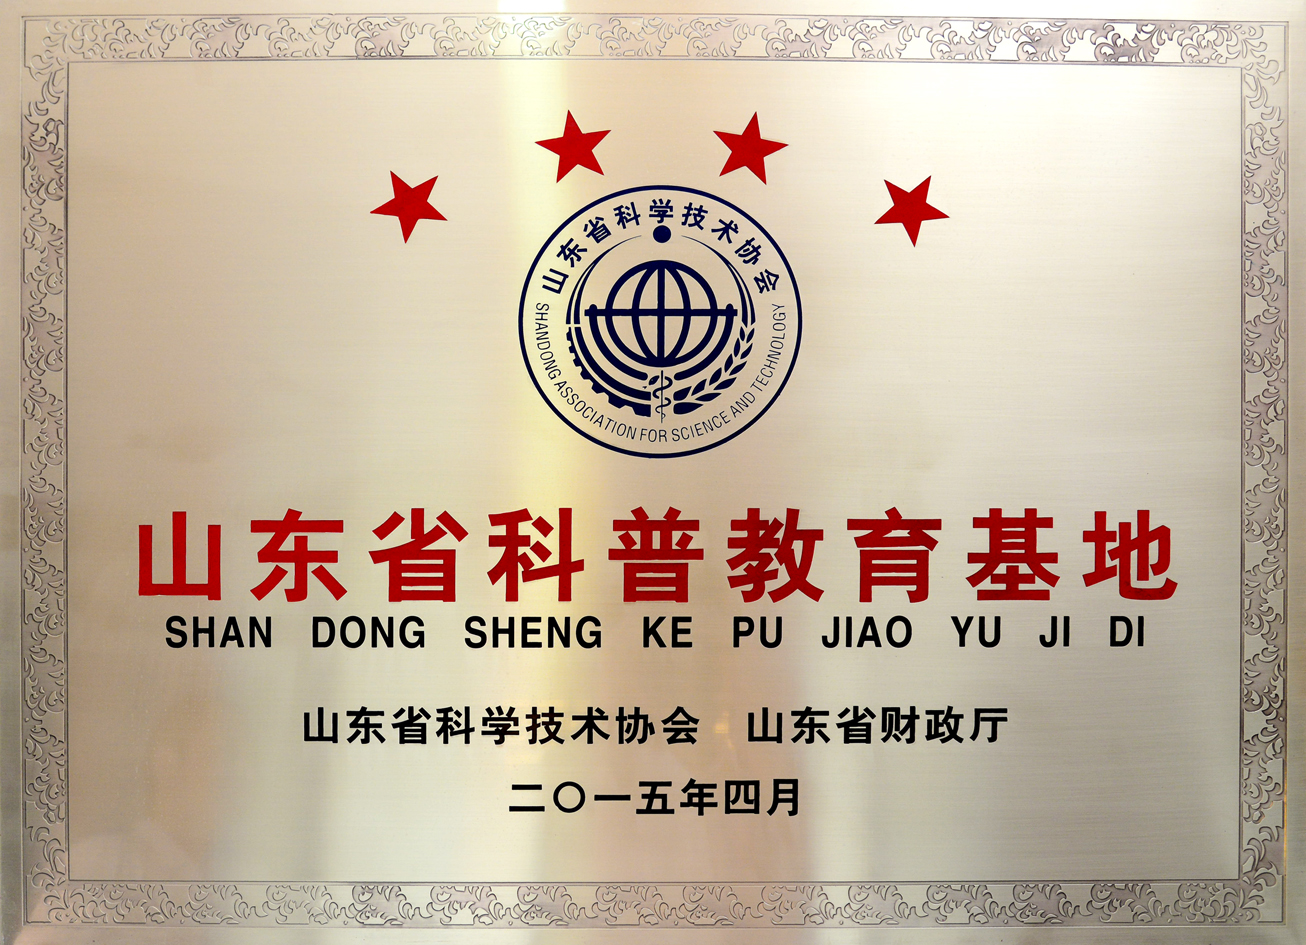 山东省科学技术协会
SHANDONG ASSOCIATION FOR SCIENCE AND TECHNOLOGY
山东省科普教育基地
SHAN DONG SHENG KE PU JIAO YU JI DI
山东省科学技术协会 山东省财政厅
二〇一五年四月